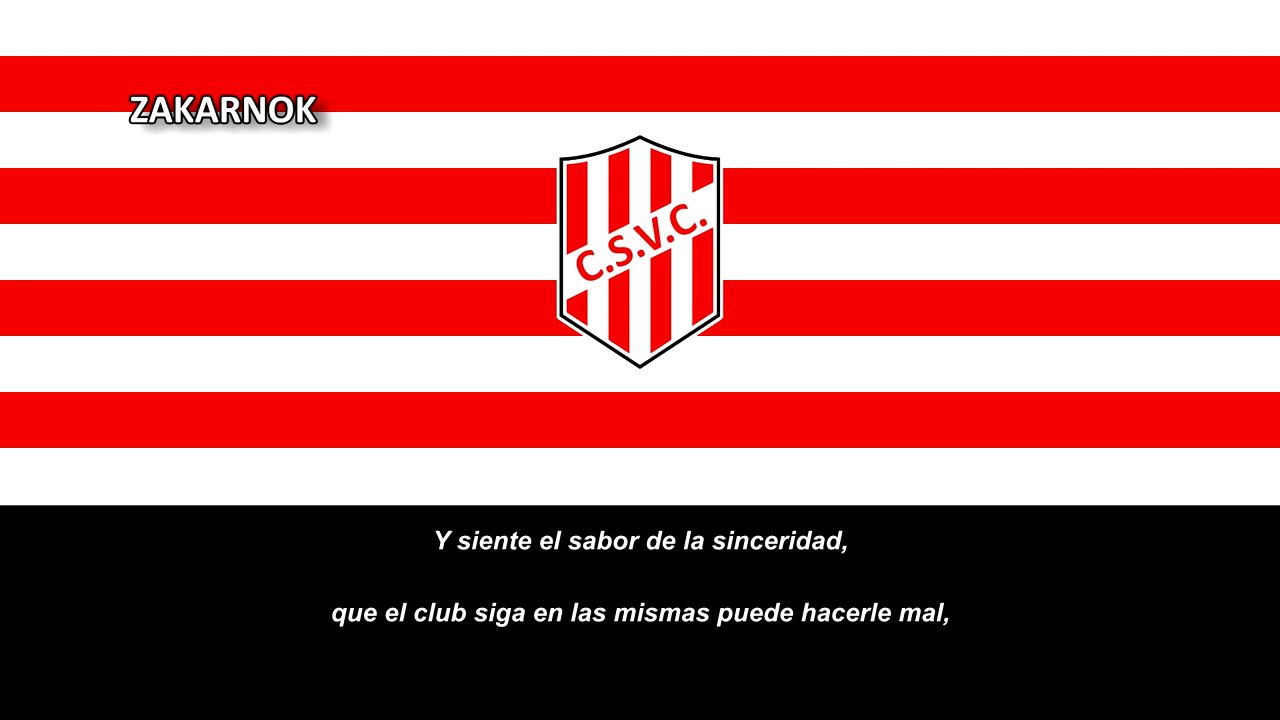 ZAKARNOK
C.S.V.C.
Y siente el sabor de la sinceridad,
que el club siga en las mismas puede hacerle mal,